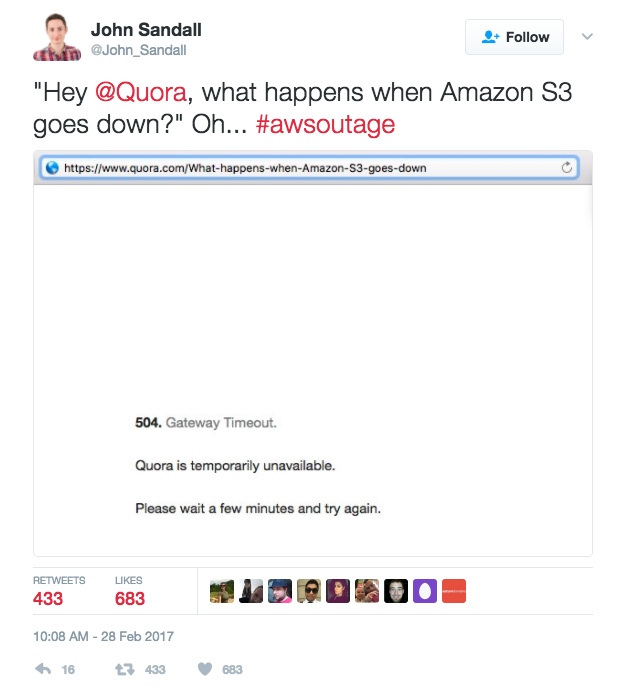 John Sandall
@John_Sandall
Follow
"Hey @Quora, what happens when Amazon S3
goes down?" Oh... #awsoutage
https://www.quora.com/What-happens-when-Amazon-S3-goes-down
504. Gateway Timeout.
Quora is temporarily unavailable.
Please wait a few minutes and try again.
RETWEETS LIKES
433 683
10:08 AM - 28 Feb 2017
16 433 683